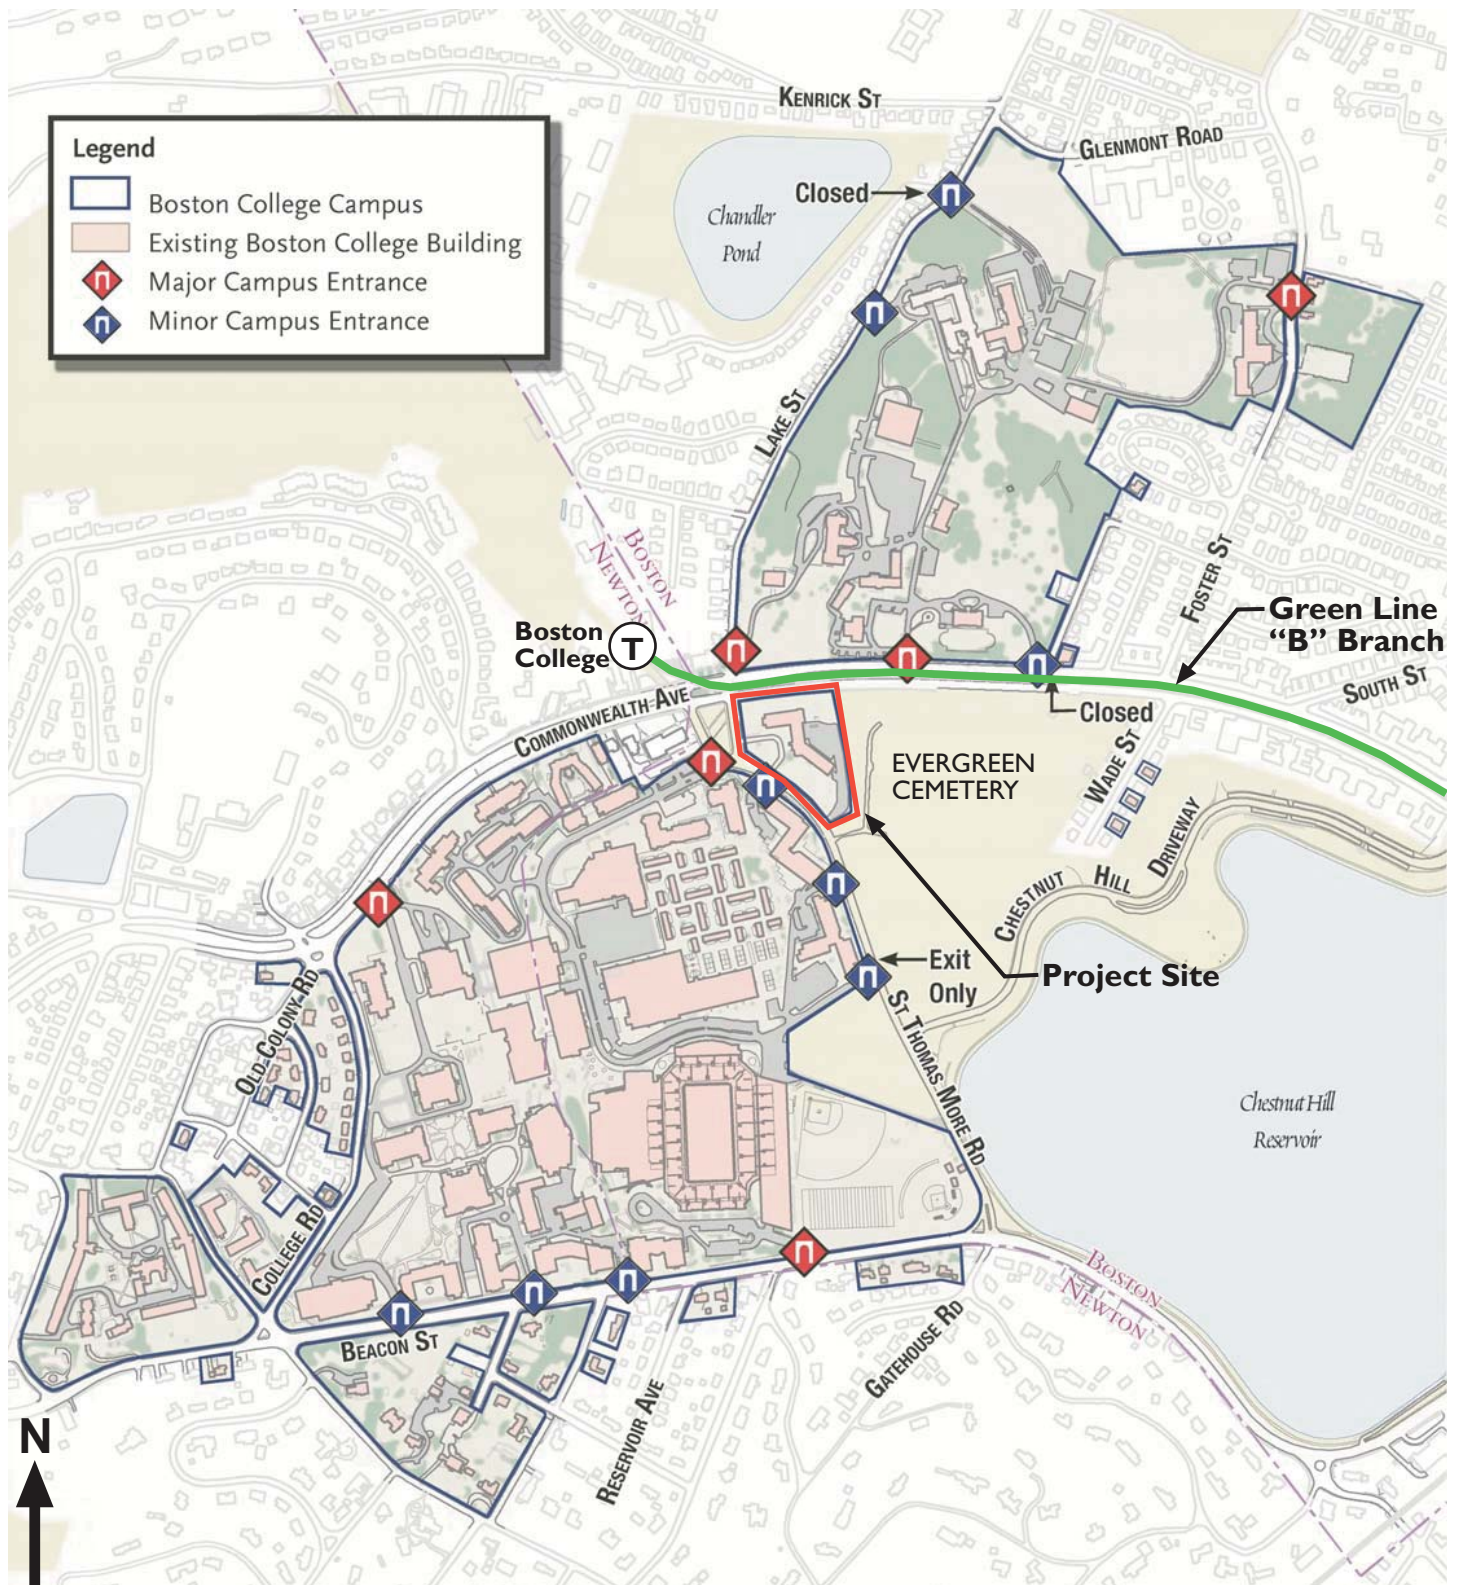 KENRICK ST
GLENMONT ROAD
Legend
Boston College Campus
Existing Boston College Building
Major Campus Entrance
Minor Campus Entrance
Closed
Chandler
Pond
LAKE ST
BOSTON
NEWTON
FOSTER ST
Boston
College
T
Green Line
“B” Branch
SOUTH ST
COMMONWEALTH AVE
Closed
EVERGREEN
CEMETERY
WADE ST
CHESTNUT HILL DRIVEWAY
Exit
Only
Project Site
OLD COLONY RD
ST THOMAS MORE RD
Chestnut Hill
Reservoir
COLLEGE RD
BOSTON
NEWTON
BEACON ST
GATEHOUSE RD
RESERVOIR AVE
N